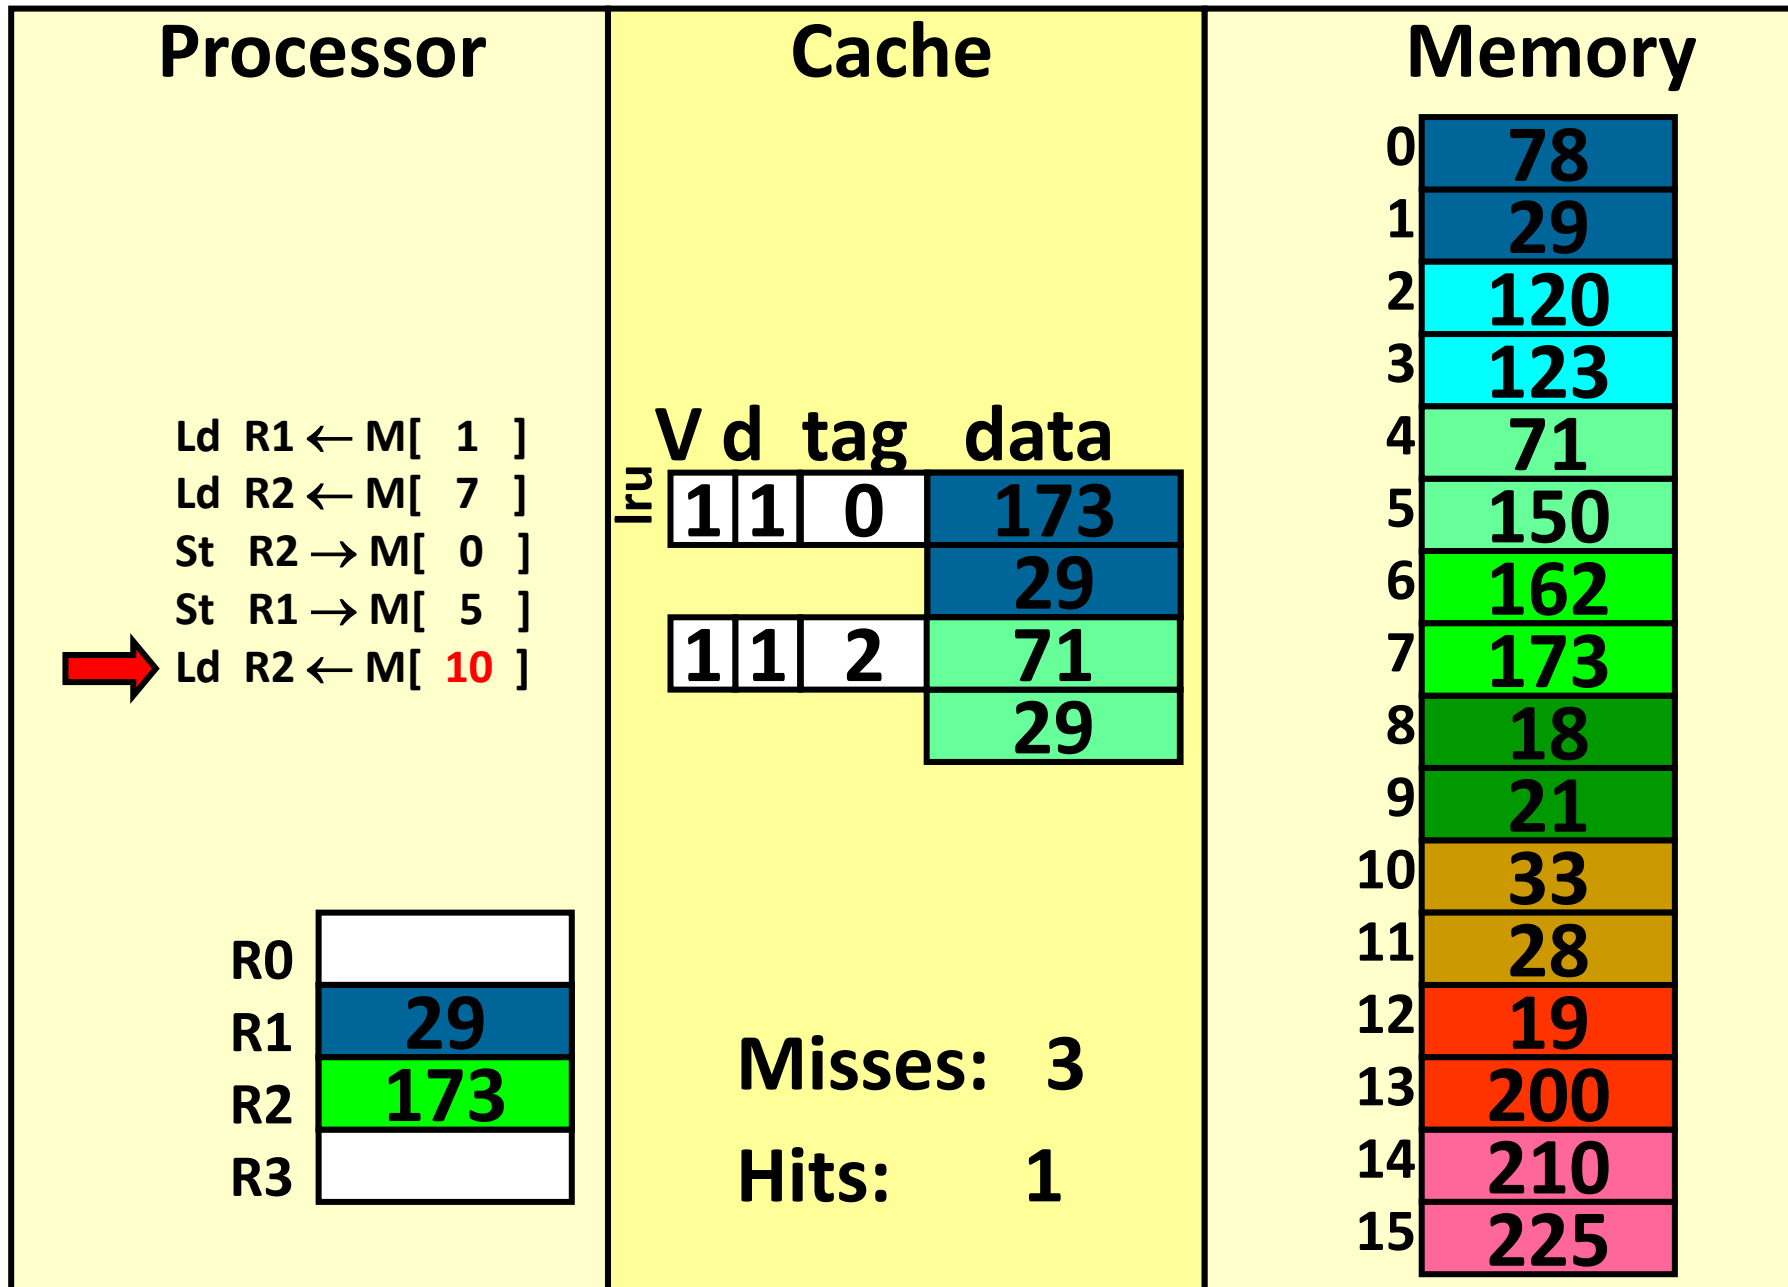 Processor
Ld R1 ← M[ 1 ]
Ld R2 ← M[ 7 ]
St R2 → M[ 0 ]
St R1 → M[ 5 ]
Ld R2 ← M[ 10 ]
R0
R1 29
R2 173
R3
Cache
V d tag data
lru
1 1 0 173
29
1 1 2 71
29
Misses: 3
Hits: 1
Memory
0 78
1 29
2 120
3 123
4 71
5 150
6 162
7 173
8 18
9 21
10 33
11 28
12 19
13 200
14 210
15 225